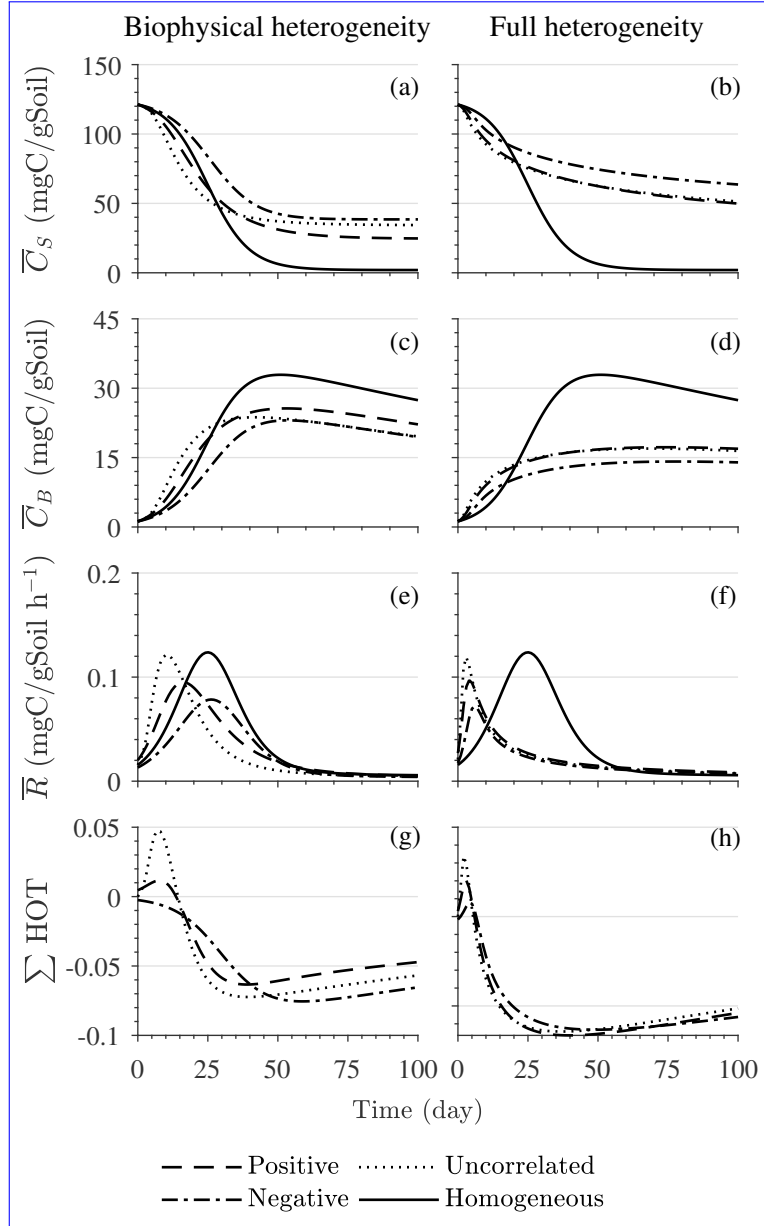 Biophysical heterogeneity Full heterogeneity
150 (a) (b)
100
50
0
C̅_S (mgC/gSoil)
45 (c) (d)
30
15
0
C̅_B (mgC/gSoil)
0.2 (e) (f)
0.1
0
R̅ (mgC/gSoil h⁻¹)
0.05 (g) (h)
0
-0.05
-0.1
∑ HOT
0 25 50 75 100 0 25 50 75 100
Time (day)
Positive Uncorrelated
Negative Homogeneous